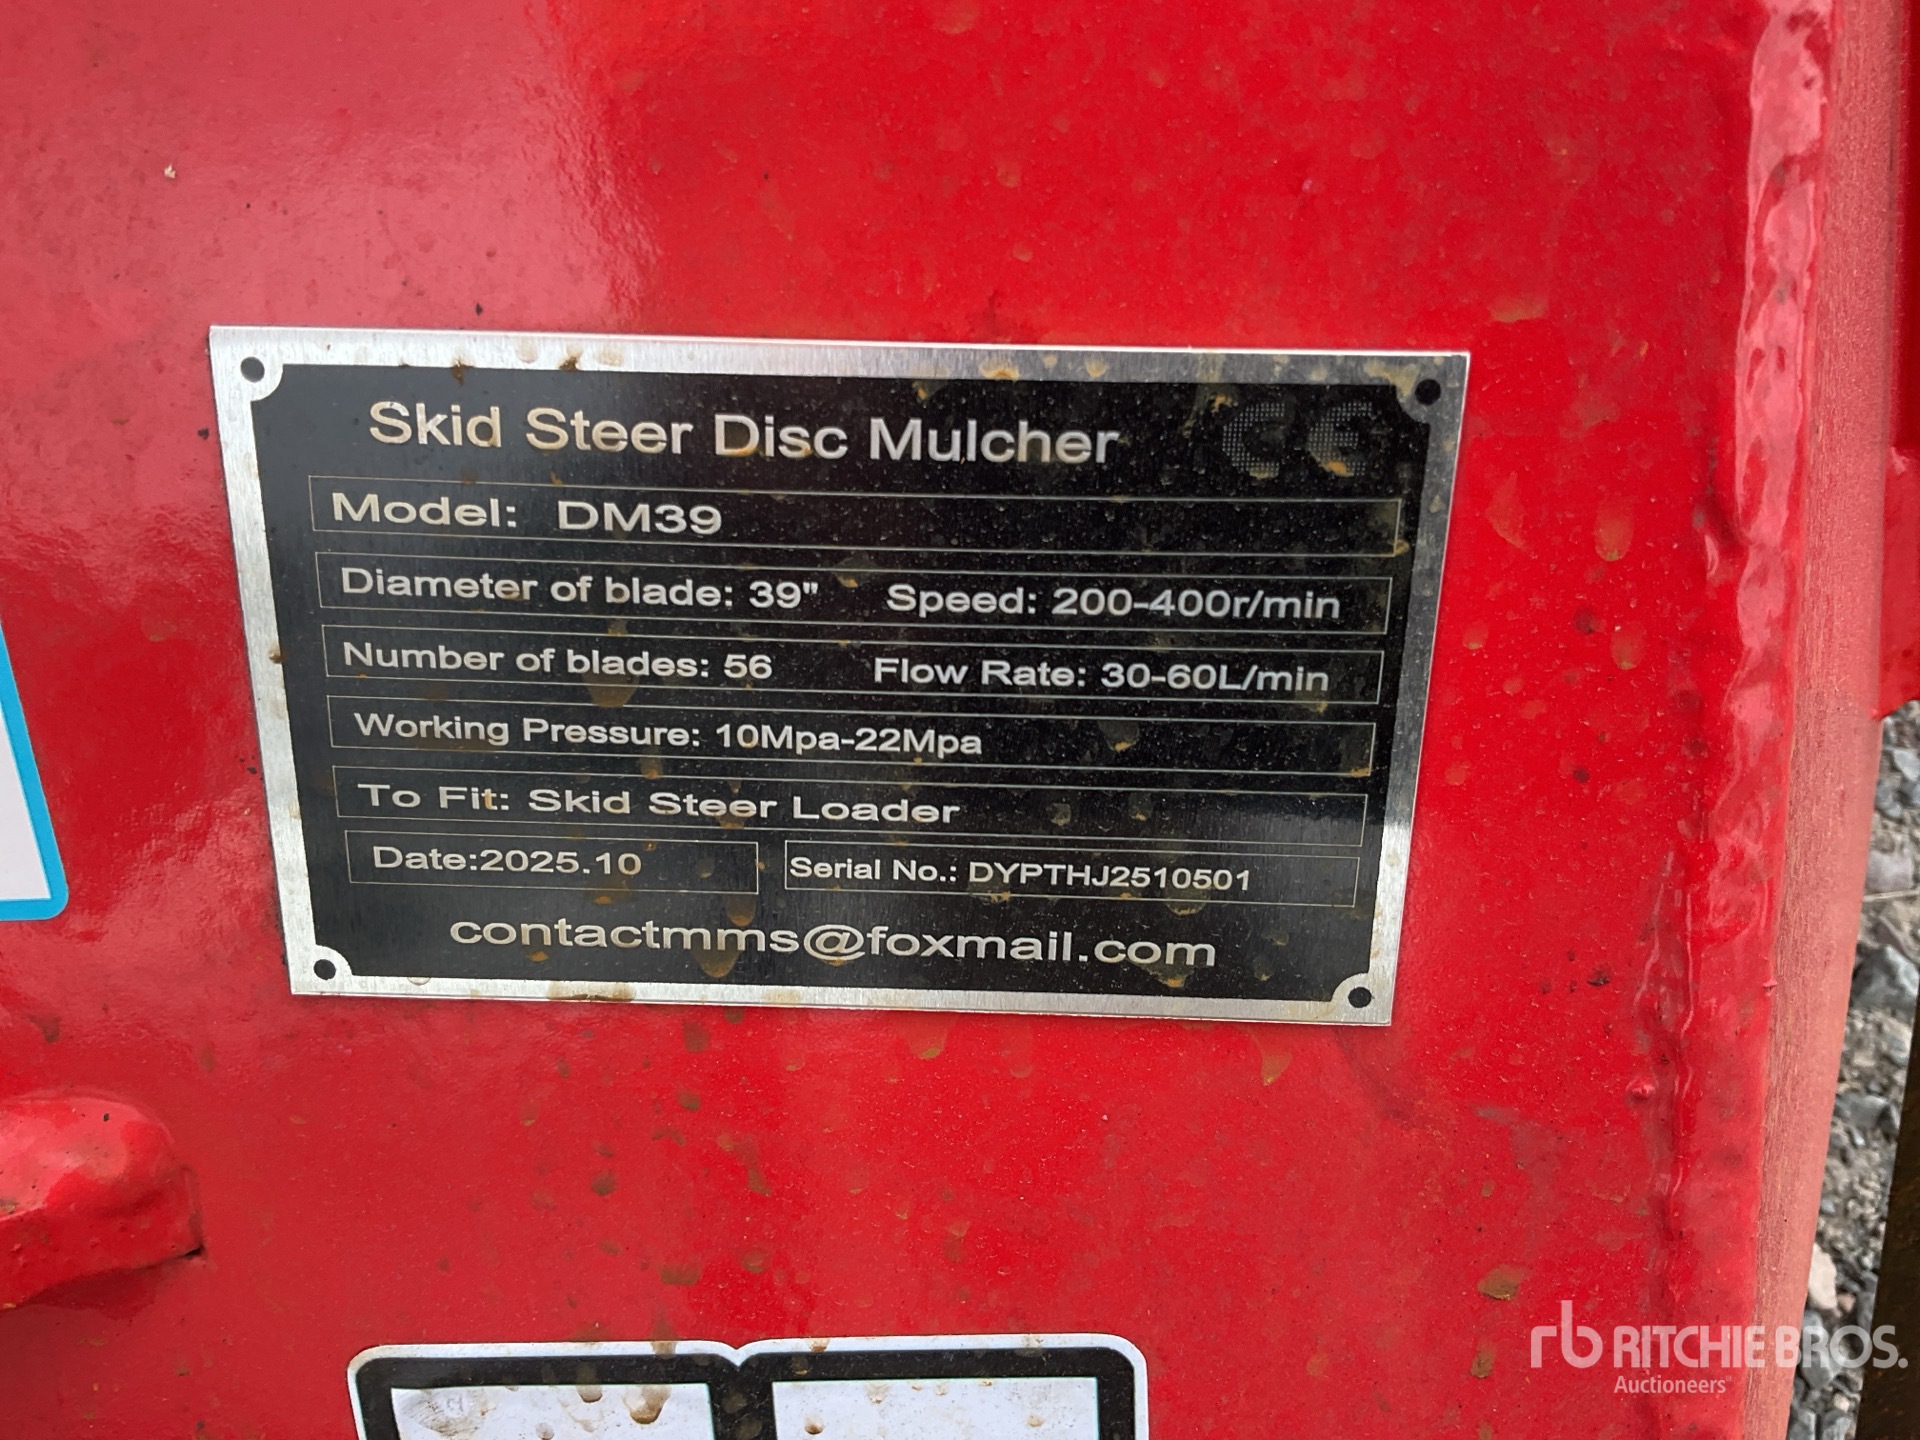 Skid Steer Disc Mulcher CE
Model: DM39
Diameter of blade: 39" Speed: 200-400r/min
Number of blades: 56 Flow Rate: 30-60L/min
Working Pressure: 10Mpa-22Mpa
To Fit: Skid Steer Loader
Date:2025.10 Serial No.: DYPTHJ2510501
contactmms@foxmail.com
rb RITCHIE BROS.
Auctioneers